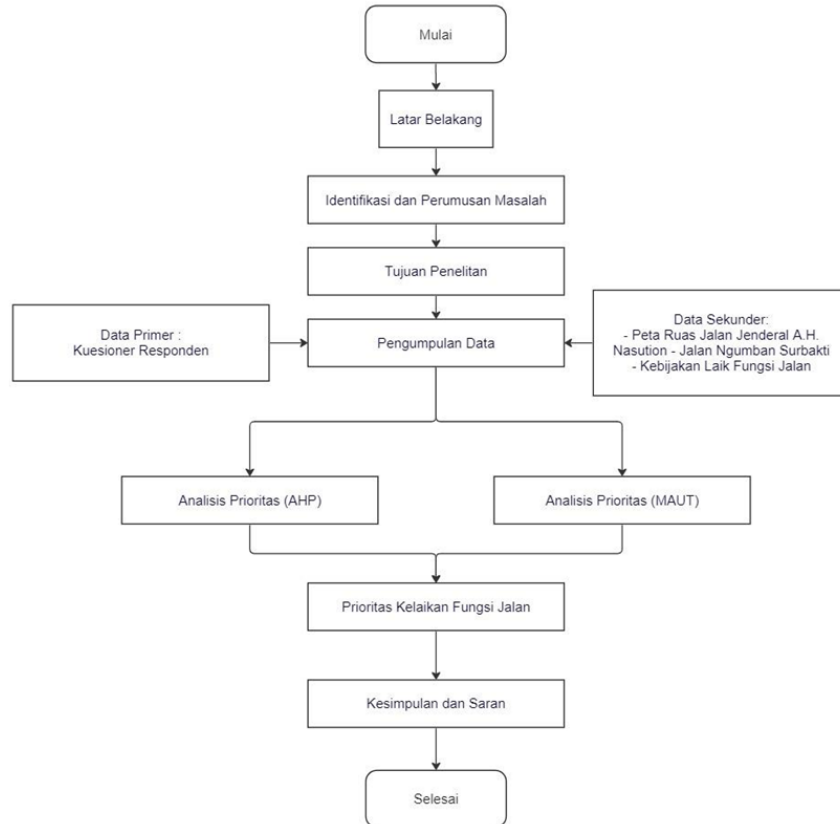 Mulai
Latar Belakang
Identifikasi dan Perumusan Masalah
Tujuan Penelitan
Data Primer :
Kuesioner Responden
Pengumpulan Data
Data Sekunder:
- Peta Ruas Jalan Jenderal A.H.
Nasution - Jalan Ngumban Surbakti
- Kebijakan Laik Fungsi Jalan
Analisis Prioritas (AHP)
Analisis Prioritas (MAUT)
Prioritas Kelaikan Fungsi Jalan
Kesimpulan dan Saran
Selesai